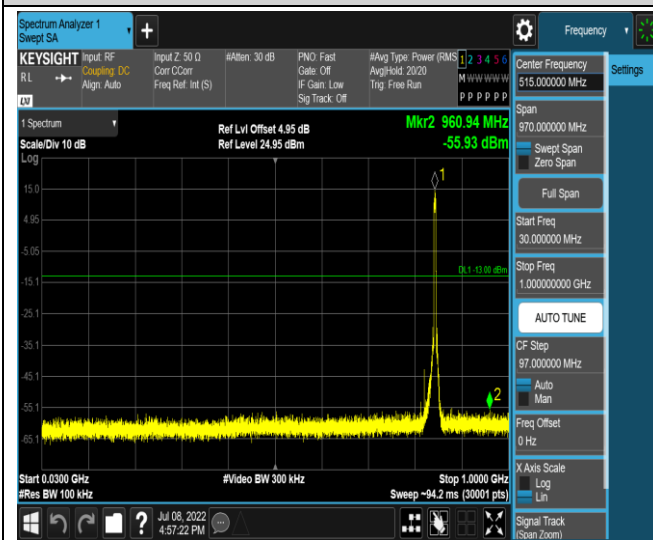 Spectrum Analyzer 1
Swept SA
+
Frequency
KEYSIGHT
RL
LXI
Input: RF
Coupling: DC
Align: Auto
Input Z: 50 Ω
Corr CCorr
Freq Ref: Int (S)
#Atten: 30 dB
PNO: Fast
Gate: Off
IF Gain: Low
Sig Track: Off
#Avg Type: Power (RMS
Avg|Hold: 20/20
Trig: Free Run
1 2 3 4 5 6
M W W W W W
P P P P P P
1 Spectrum
Scale/Div 10 dB
Log
Ref Lvl Offset 4.95 dB
Ref Level 24.95 dBm
Mkr2 960.94 MHz
-55.93 dBm
15.0
4.95
-5.05
-15.1
-25.1
-35.1
-45.1
-55.1
-65.1
1
DL1 -13.00 dBm
2
Start 0.0300 GHz
#Res BW 100 kHz
#Video BW 300 kHz
Stop 1.0000 GHz
Sweep ~94.2 ms (30001 pts)
?
Jul 08, 2022
4:57:22 PM
Center Frequency
515.000000 MHz
Settings
Span
970.000000 MHz
Swept Span
Zero Span
Full Span
Start Freq
30.000000 MHz
Stop Freq
1.000000000 GHz
AUTO TUNE
CF Step
97.000000 MHz
Auto
Man
Freq Offset
0 Hz
X Axis Scale
Log
Lin
Signal Track
(Span Zoom)